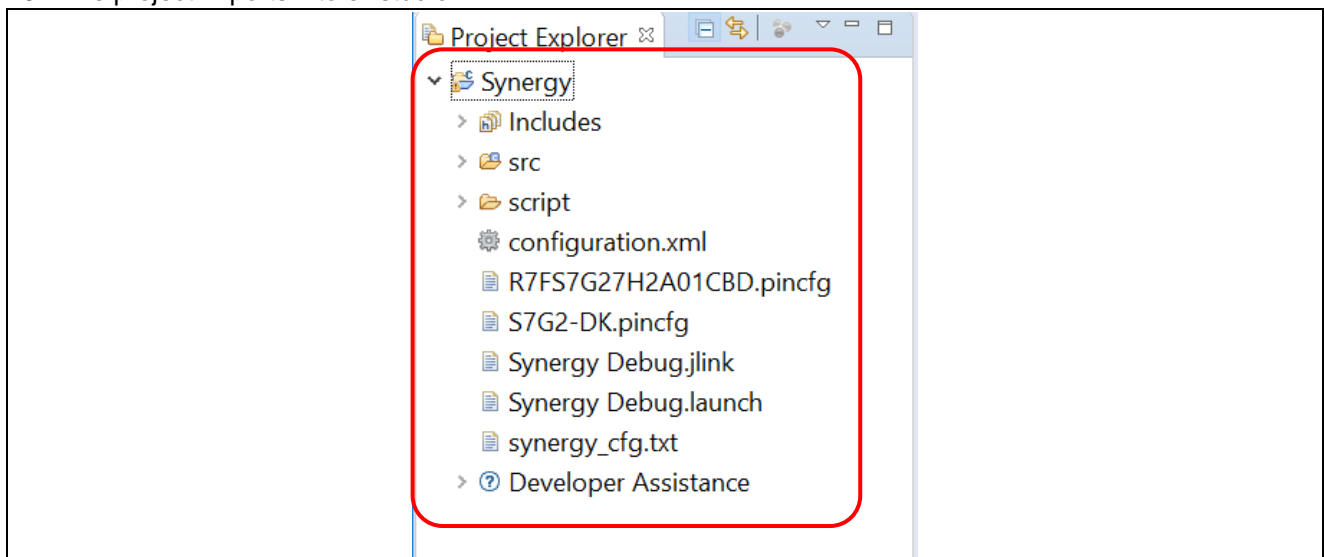 Project Explorer
Synergy
Includes
src
script
configuration.xml
R7FS7G27H2A01CBD.pincfg
S7G2-DK.pincfg
Synergy Debug.jlink
Synergy Debug.launch
synergy_cfg.txt
Developer Assistance